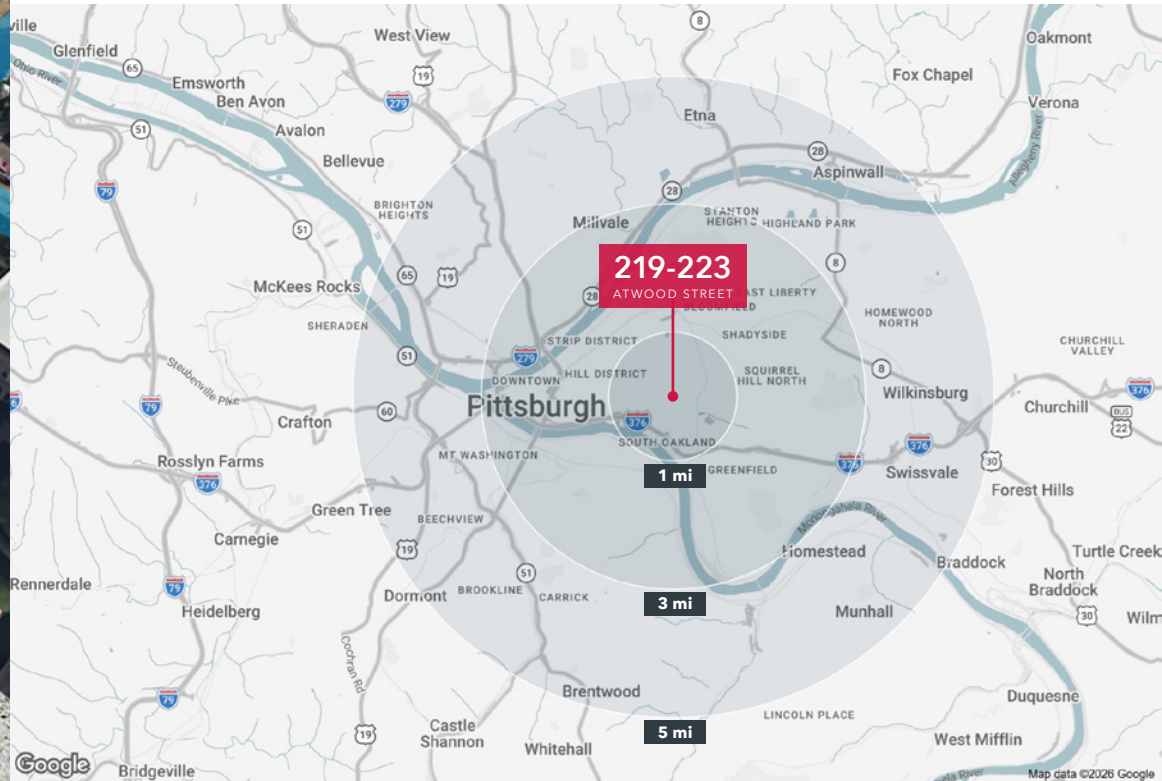 ville
Glenfield
65
Ohio River
Emsworth
Ben Avon
51
Avalon
Bellevue
79
West View
19
279
8
Etna
Fox Chapel
Oakmont
Verona
Allegheny River
28
Aspinwall
28
BRIGHTON
HEIGHTS
51
Millvale
STANTON
HEIGHTS
HIGHLAND PARK
8
65
19
McKees Rocks
SHERADEN
51
28
219-223
ATWOOD STREET
AST LIBERTY
BLOOMFIELD
SHADYSIDE
HOMEWOOD
NORTH
CHURCHILL
VALLEY
279
STRIP DISTRICT
DOWNTOWN
HILL DISTRICT
SQUIRREL
HILL NORTH
8
Wilkinsburg
376
Churchill
BUS
22
Pittsburgh
376
SOUTH OAKLAND
1 mi
GREENFIELD
376
376
Swissvale
30
Forest Hills
Steubenville Pike
79
60
Crafton
Rosslyn Farms
376
MT WASHINGTON
Green Tree
BEECHVIEW
19
Carnegie
Monongahela River
Homestead
Braddock
Turtle Creek
North
Braddock
30
Wilm
Rennerdale
79
Heidelberg
Dormont
BROOKLINE
51
CARRICK
3 mi
Munhall
Cochran Rd
79
19
Brentwood
LINCOLN PLACE
5 mi
Duquesne
Castle
Shannon
Whitehall
West Mifflin
Bridgeville
Google
ela River
Map data ©2026 Google